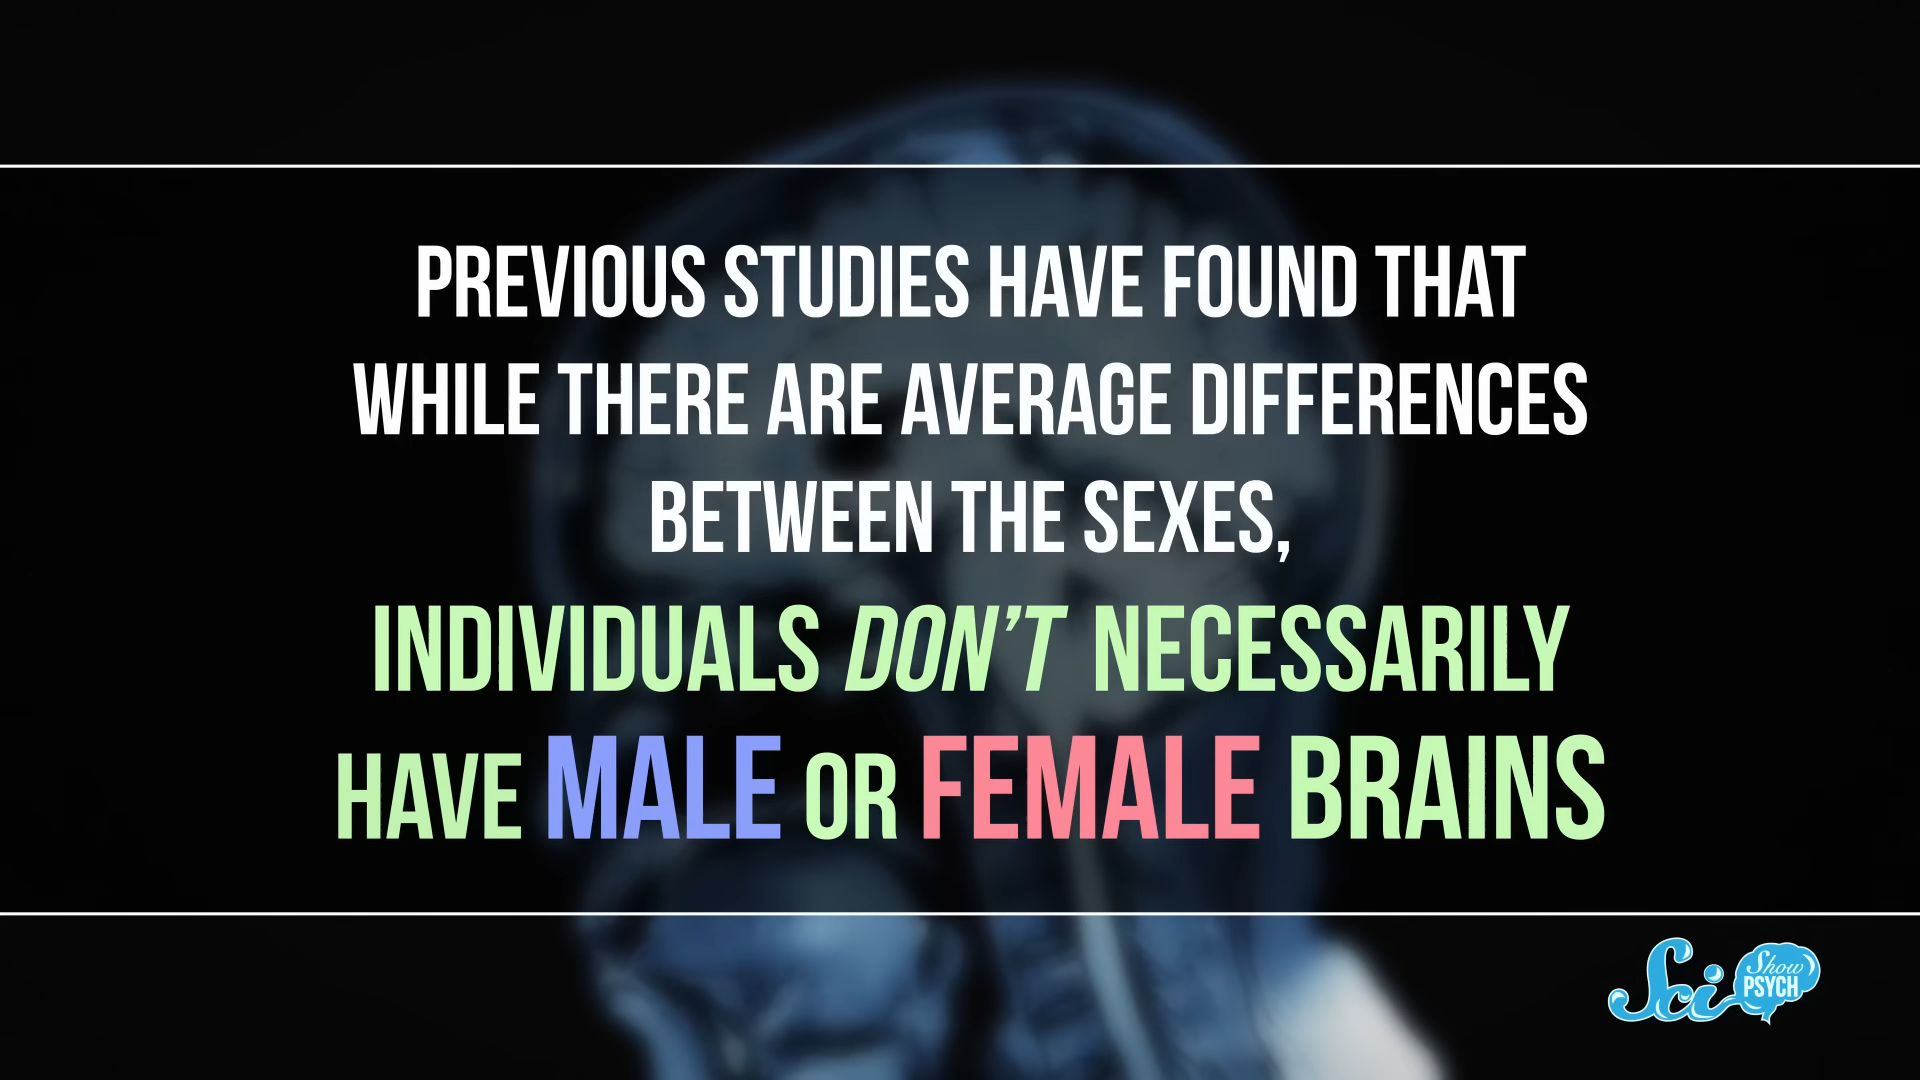 PREVIOUS STUDIES HAVE FOUND THAT
WHILE THERE ARE AVERAGE DIFFERENCES
BETWEEN THE SEXES,
INDIVIDUALS DON'T NECESSARILY
HAVE MALE OR FEMALE BRAINS
Sci Show
PSYCH